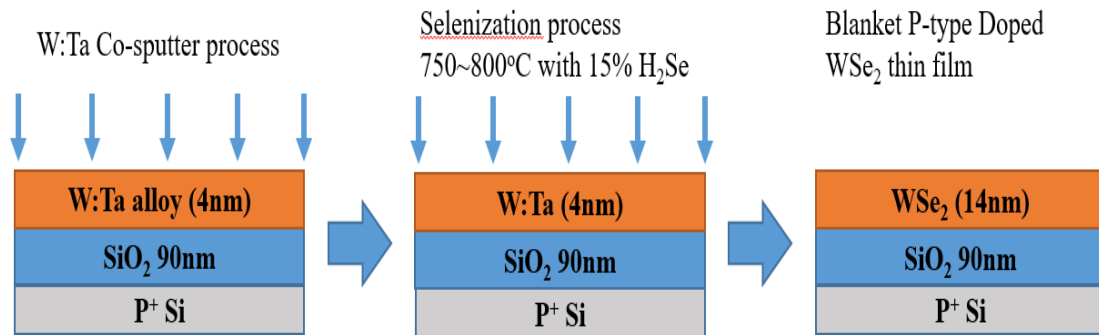 W:Ta Co-sputter process
W:Ta alloy (4nm)
SiO₂ 90nm
P⁺ Si
Selenization process
750~800°C with 15% H₂Se
W:Ta (4nm)
SiO₂ 90nm
P⁺ Si
Blanket P-type Doped
WSe₂ thin film
WSe₂ (14nm)
SiO₂ 90nm
P⁺ Si